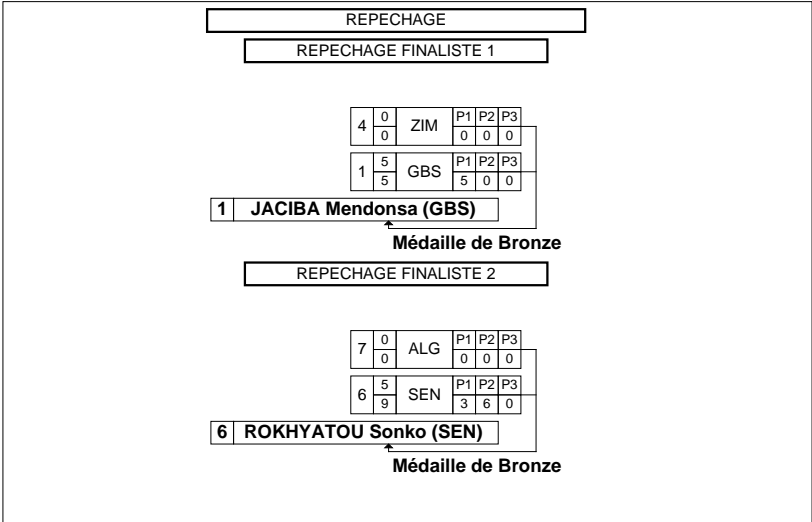 REPECHAGE
REPECHAGE FINALISTE 1
4 0 ZIM P1 P2 P3
0 0 0 0
1 5 GBS P1 P2 P3
5 5 0 0
1 JACIBA Mendonsa (GBS)
Médaille de Bronze
REPECHAGE FINALISTE 2
7 0 ALG P1 P2 P3
0 0 0 0
6 5 SEN P1 P2 P3
9 3 6 0
6 ROKHYATOU Sonko (SEN)
Médaille de Bronze